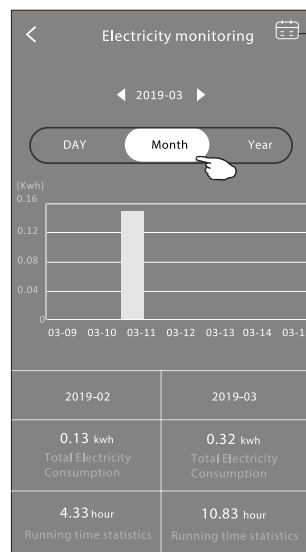 Electricity monitoring
2019-03
DAY Month Year
(Kwh)
0.16
0.12
0.08
0.04
0
03-09 03-10 03-11 03-12 03-13 03-14 03-1
2019-02 2019-03
0.13 kwh 0.32 kwh
Total Electricity Total Electricity
Consumption Consumption
4.33 hour 10.83 hour
Running time statistics Running time statistics